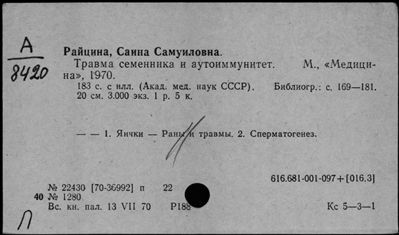 А
8420
Райцина, Саина Самуиловна.
Травма семенника и аутоиммунитет. М., «Медици-
на», 1970.
183 с. с илл. (Акад. мед. наук СССР). Библиогр: с. 169—181.
20 см. 3.000 экз. 1 р. 5 к.
— — 1. Яички — Раны и травмы. 2. Сперматогенез.
616.681-001-097+[016.3]
№ 22430 [70-36992] п 22
40 № 1280
Вс. кн. пал. 13 VII 70 Р188 Кс 5—3—1
Л